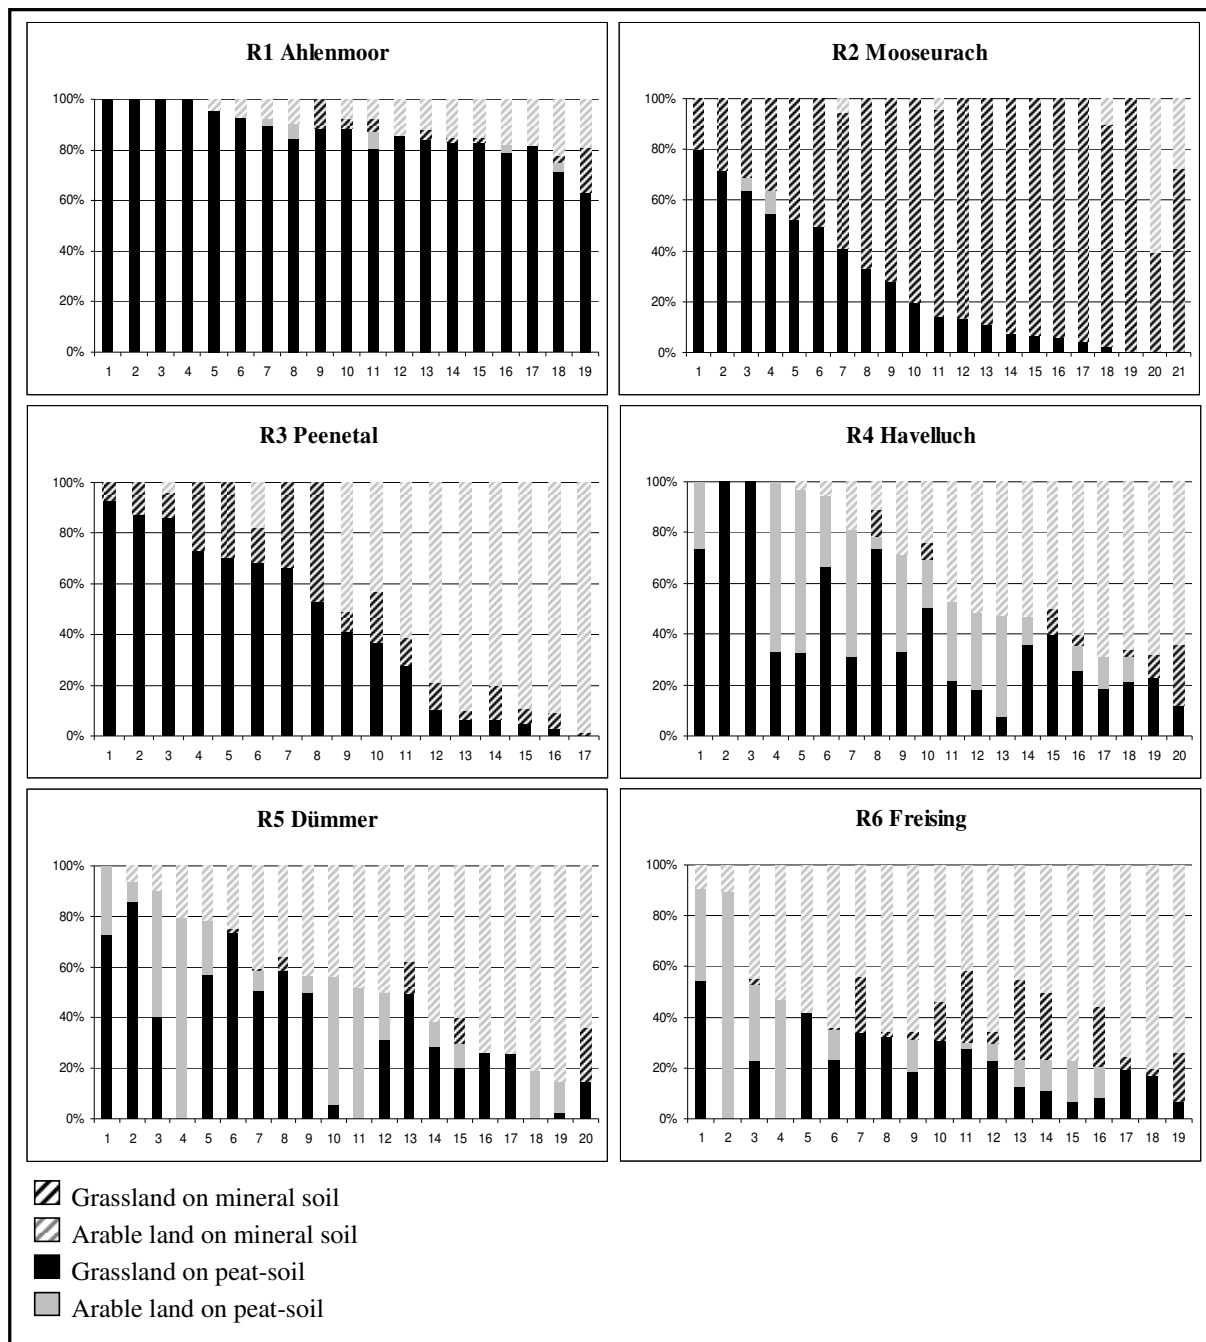 R1 Ahlenmoor
100%
80%
60%
40%
20%
0%
1 2 3 4 5 6 7 8 9 10 11 12 13 14 15 16 17 18 19
R2 Mooseurach
100%
80%
60%
40%
20%
0%
1 2 3 4 5 6 7 8 9 10 11 12 13 14 15 16 17 18 19 20 21
R3 Peenetal
100%
80%
60%
40%
20%
0%
1 2 3 4 5 6 7 8 9 10 11 12 13 14 15 16 17
R4 Havelluch
100%
80%
60%
40%
20%
0%
1 2 3 4 5 6 7 8 9 10 11 12 13 14 15 16 17 18 19 20
R5 Dümmer
100%
80%
60%
40%
20%
0%
1 2 3 4 5 6 7 8 9 10 11 12 13 14 15 16 17 18 19 20
R6 Freising
100%
80%
60%
40%
20%
0%
1 2 3 4 5 6 7 8 9 10 11 12 13 14 15 16 17 18 19
Grassland on mineral soil
Arable land on mineral soil
Grassland on peat-soil
Arable land on peat-soil